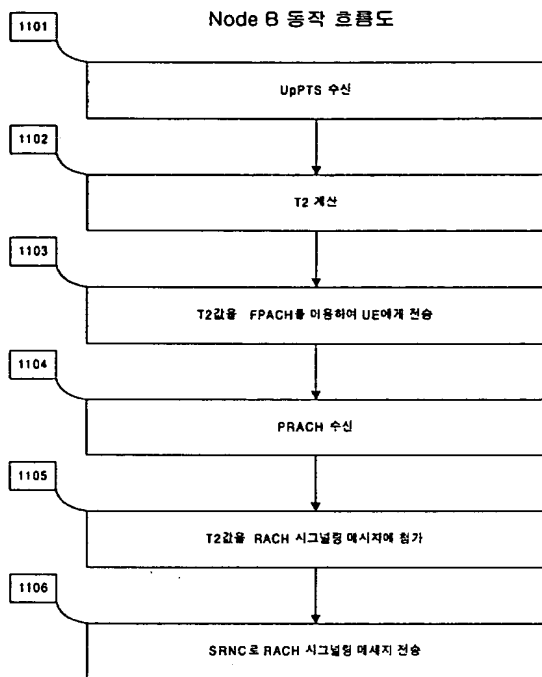 Node B 동작 흐름도
1101
UpPTS 수신
1102
T2 계산
1103
T2값을 FPACH를 이용하여 UE에게 전송
1104
PRACH 수신
1105
T2값을 RACH 시그널링 메시지에 첨가
1106
SRNC로 RACH 시그널링 메세지 전송